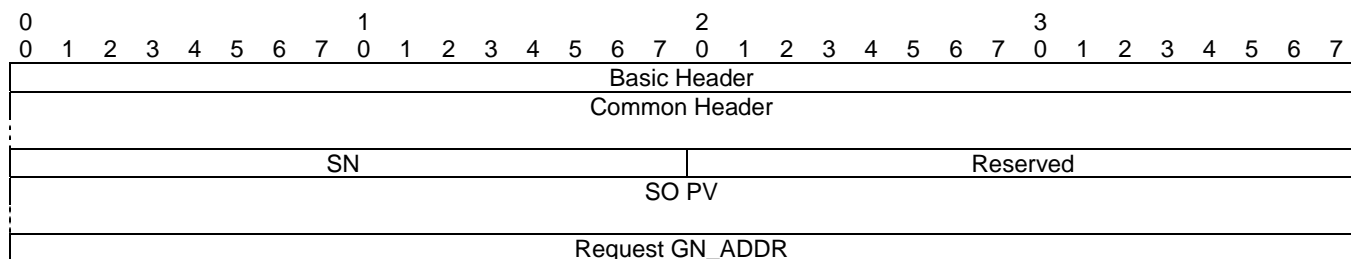 0 1 2 3
0 1 2 3 4 5 6 7 0 1 2 3 4 5 6 7 0 1 2 3 4 5 6 7 0 1 2 3 4 5 6 7
Basic Header
Common Header
SN Reserved
SO PV
Request GN_ADDR